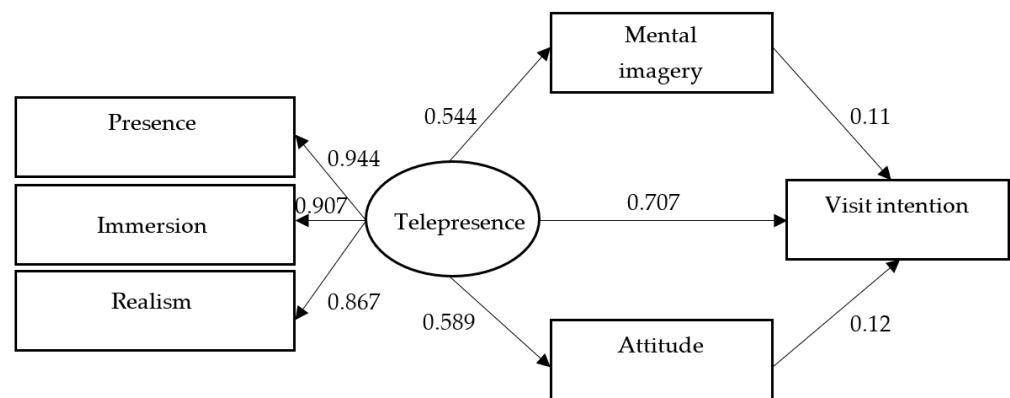 Mental
imagery
Presence
0.544
0.11
0.944
Immersion
0.907
Telepresence
0.707
Visit intention
Realism
0.867
0.589
0.12
Attitude